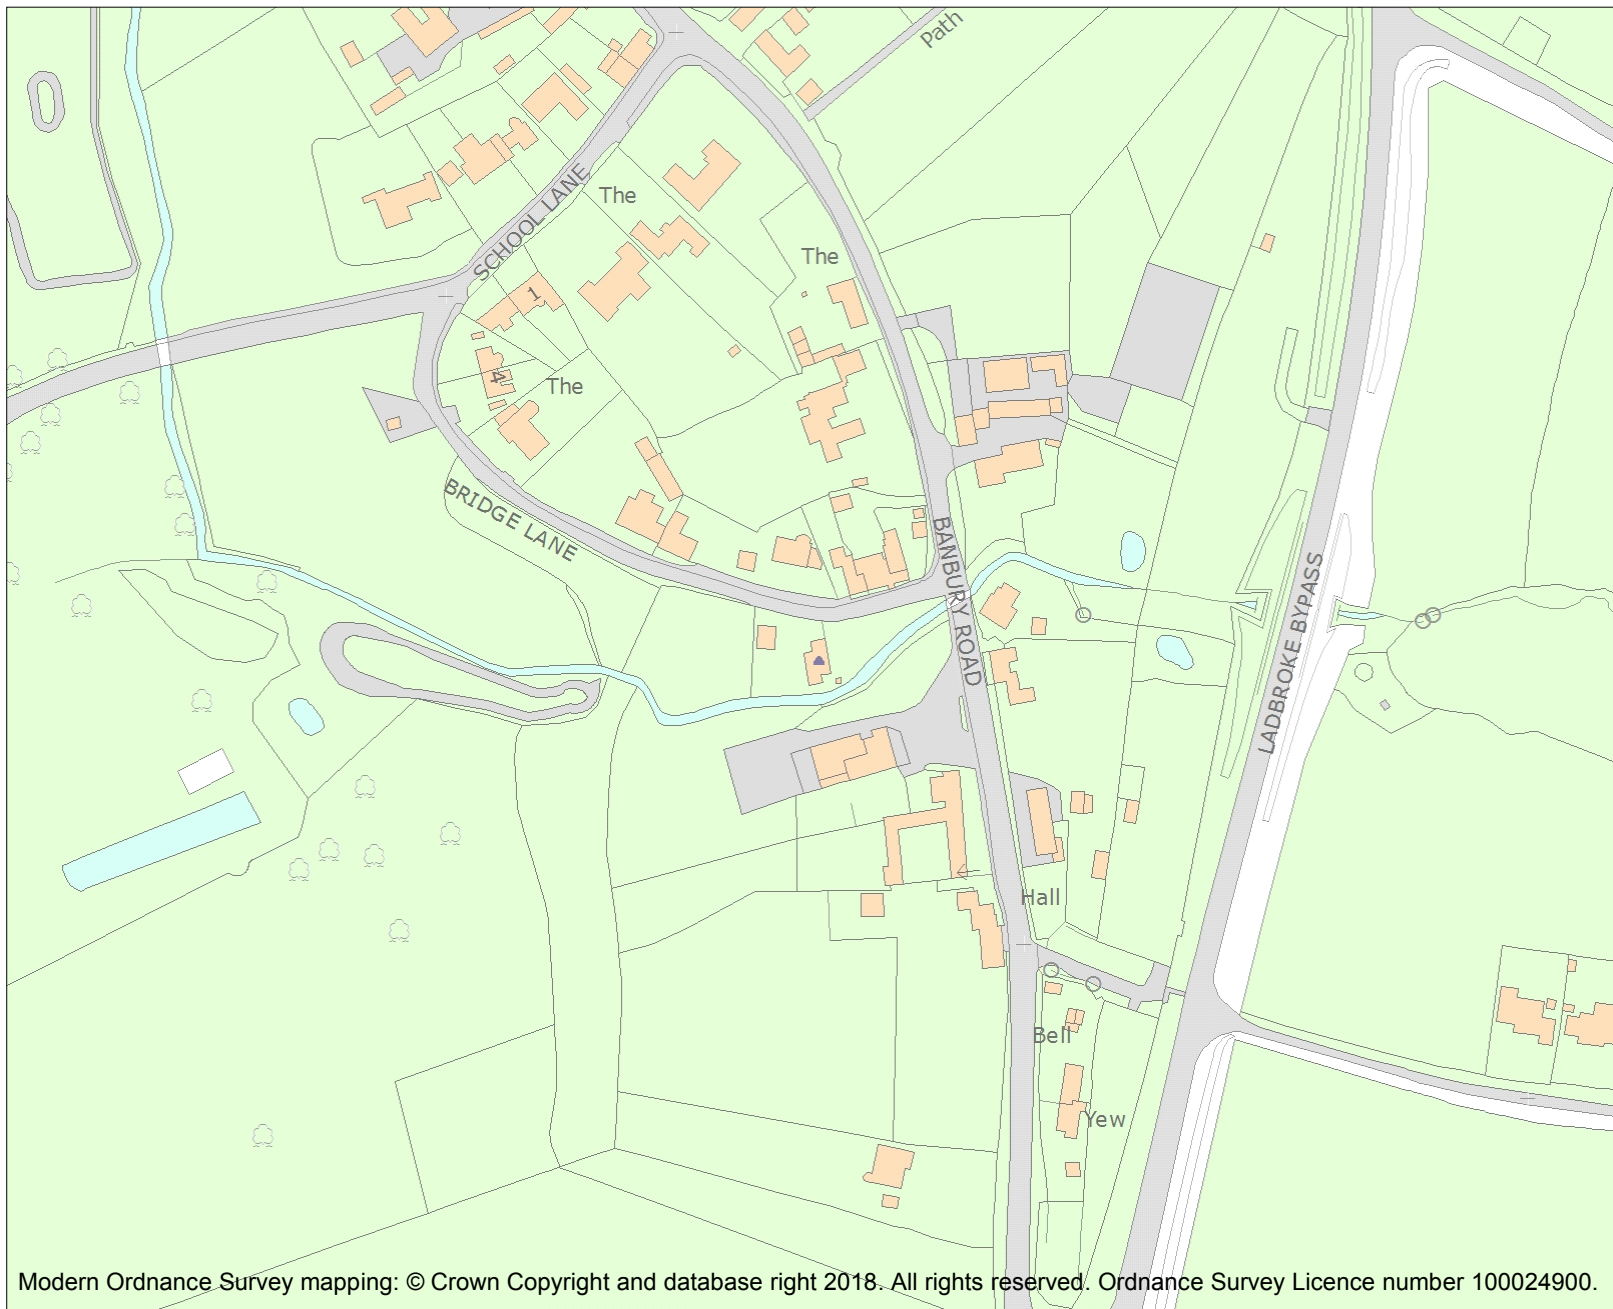 Path
SCHOOL LANE
The
The
1
4
The
BRIDGE LANE
BANBURY ROAD
LADBROKE BYPASS
Hall
Bell
Yew
Modern Ordnance Survey mapping: © Crown Copyright and database right 2018. All rights reserved. Ordnance Survey Licence number 100024900.